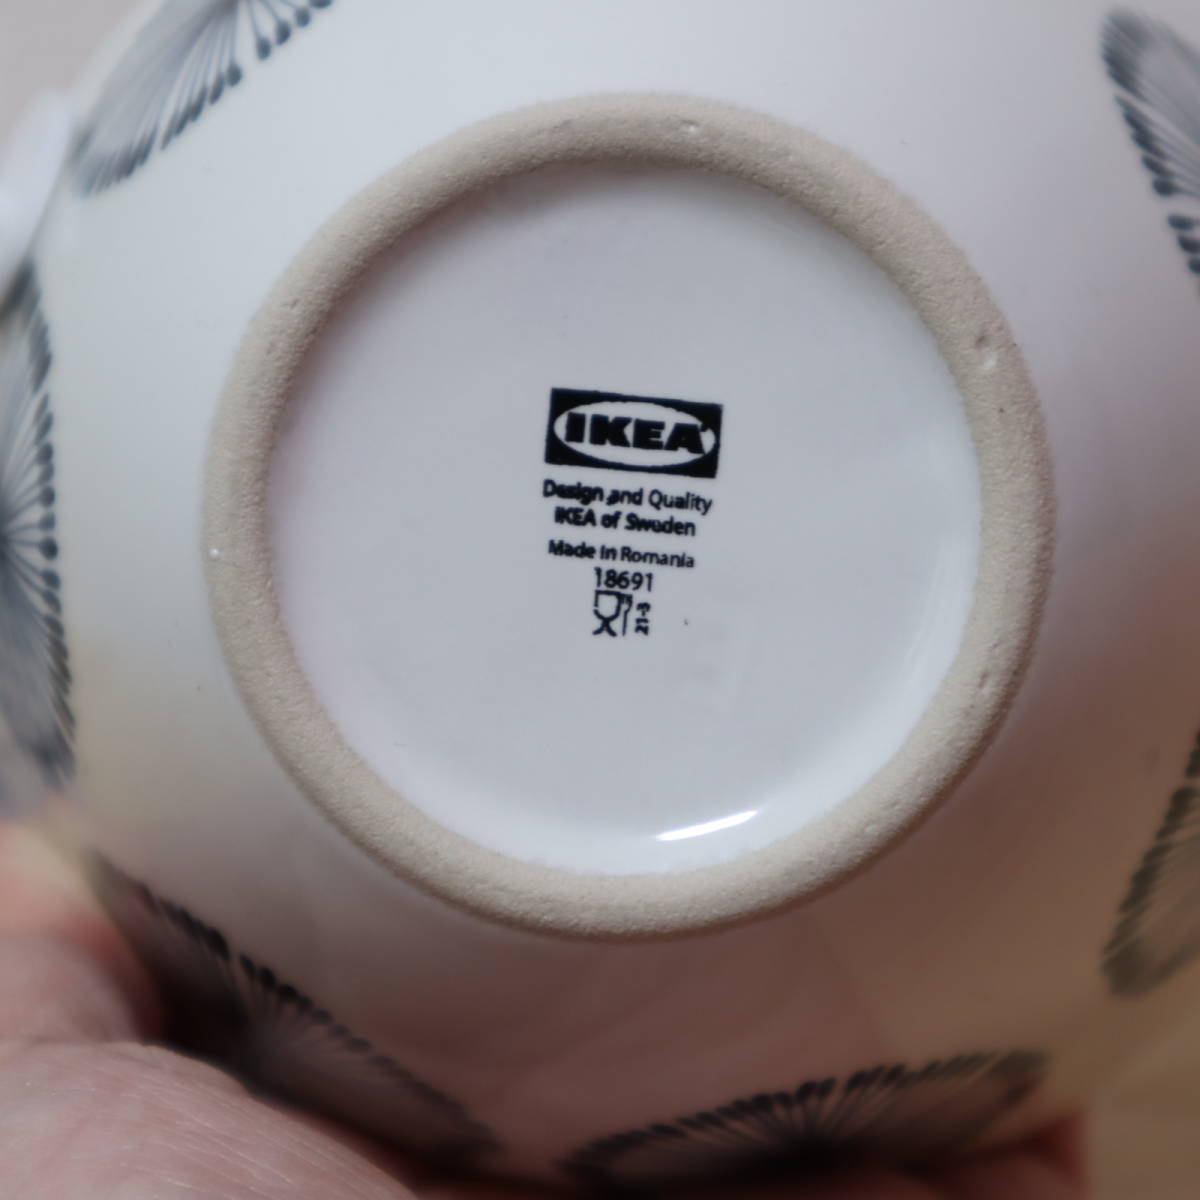 IKEA
Design and Quality
IKEA of Sweden
Made in Romania
18691